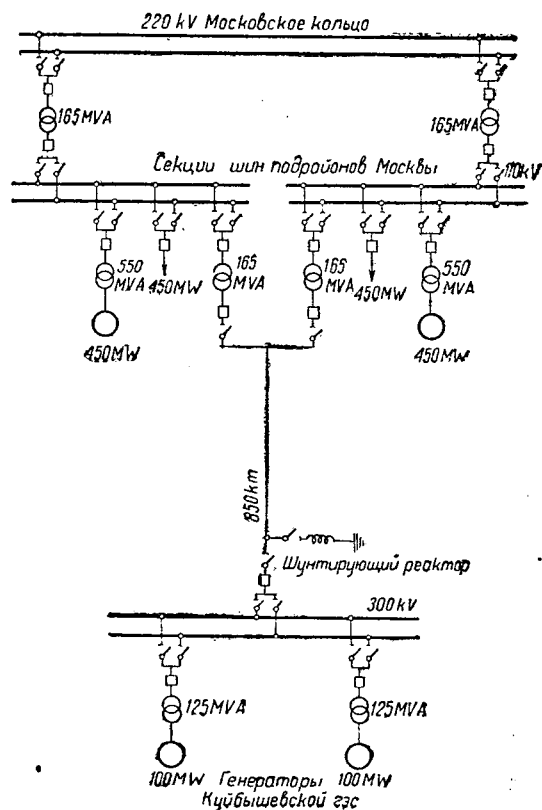 220 kV Московское кольцо
165MVA
165MVA
Секции шин подрайонов Москвы
110kV
550
MVA
450MW
165
MVA
165
MVA
450MW
550
MVA
450MW
450MW
850km
Шунтирующий реактор
300kV
125MVA
125MVA
100MW
Генераторы
100MW
Куйбышевской гэс